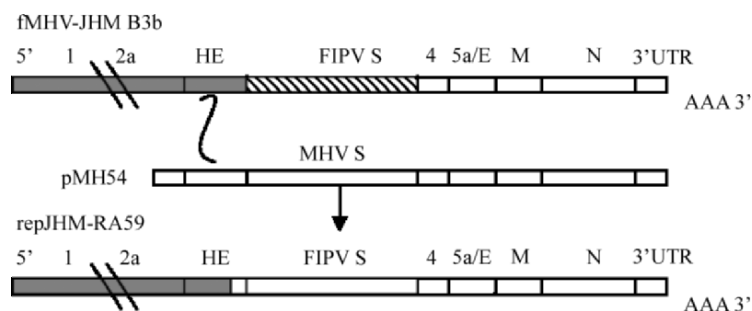 fMHV-JHM B3b
5' 1 2a HE FIPV S 4 5a/E M N 3'UTR
AAA 3'
MHV S
pMH54
repJHM-RA59
5' 1 2a HE FIPV S 4 5a/E M N 3'UTR
AAA 3'